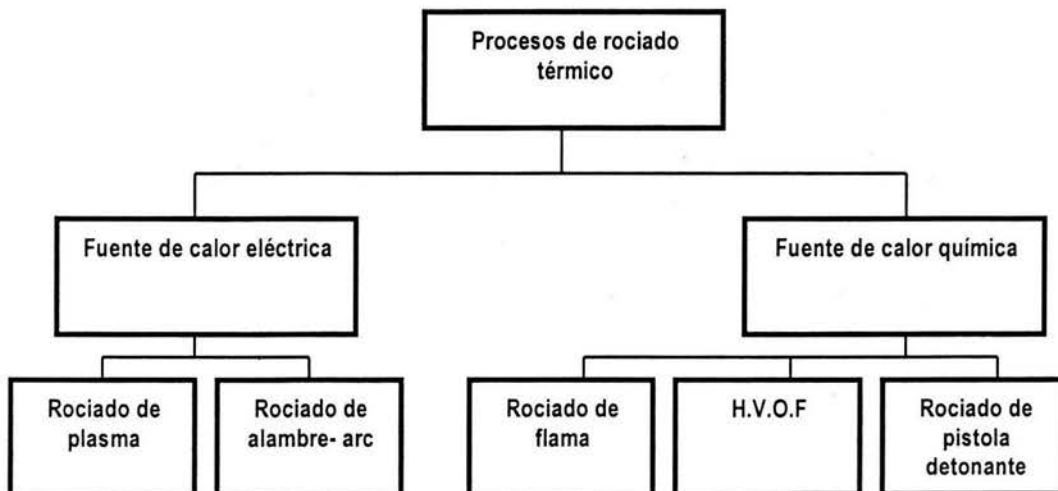 Procesos de rociado
térmico
Fuente de calor eléctrica
Fuente de calor química
Rociado de
plasma
Rociado de
alambre- arc
Rociado de
flama
H.V.O.F
Rociado de
pistola
detonante